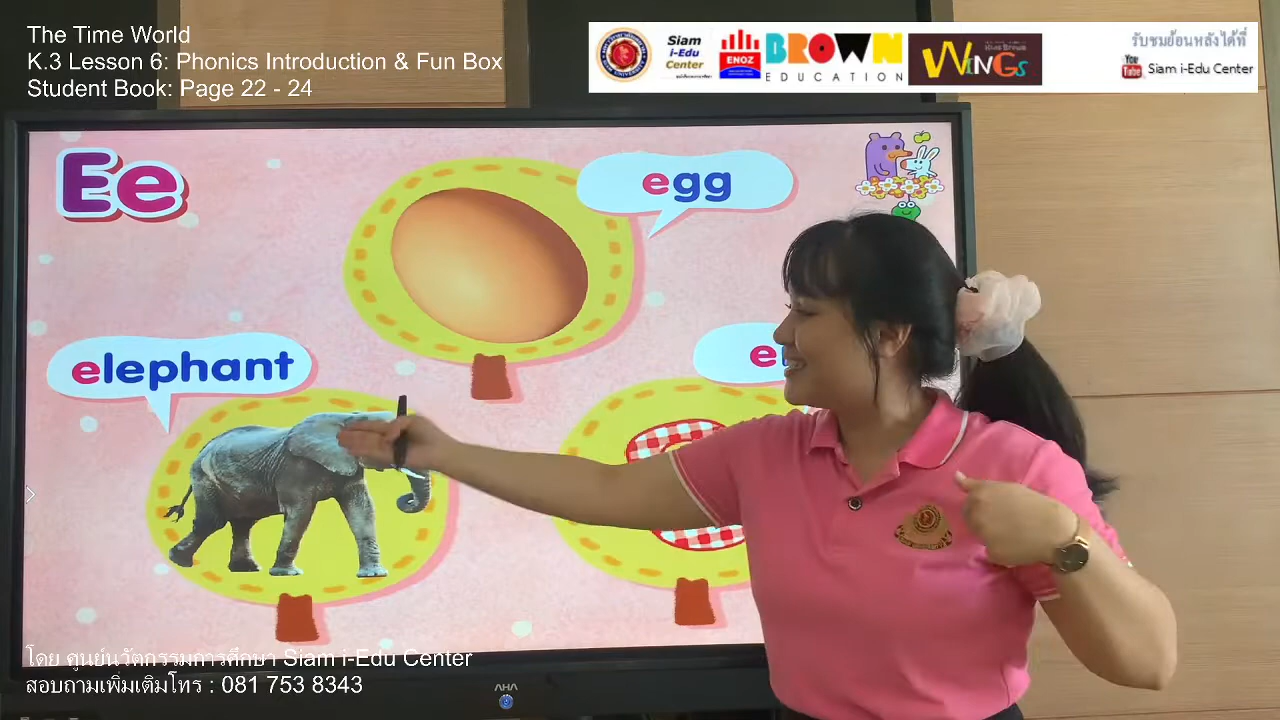 The Time World
K.3 Lesson 6: Phonics Introduction & Fun Box
Student Book: Page 22 - 24
Siam
i-Edu
Center
ENOZ
BROWN
EDUCATION
WINGS
รับชมย้อนหลังได้ที่
You
Tube
Siam i-Edu Center
Ee
egg
elephant
โดย ศูนย์นวัตกรรมการศึกษา Siam i-Edu Center
สอบถามเพิ่มเติมโทร : 081 753 8343
AHA